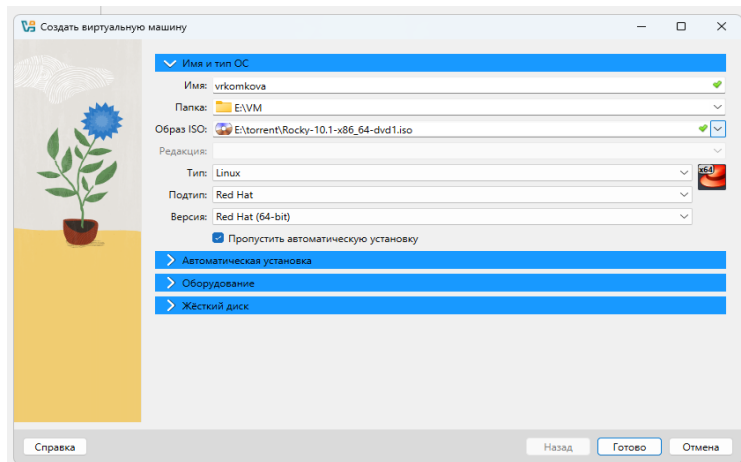 Создать виртуальную машину
Имя и тип ОС
Имя: vrkomkova
Папка: E:\VM
Образ ISO: E:\torrent\Rocky-10.1-x86_64-dvd1.iso
Редакция:
Тип: Linux
x64
Подтип: Red Hat
Версия: Red Hat (64-bit)
Пропустить автоматическую установку
Автоматическая установка
Оборудование
Жёсткий диск
Справка Назад Готово Отмена